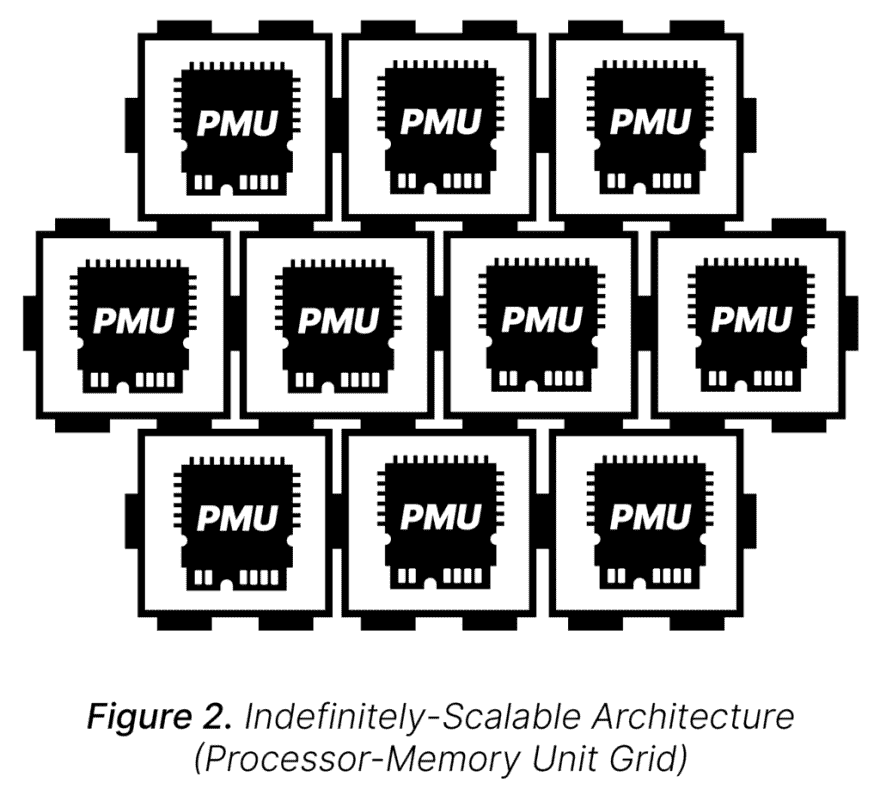 PMU PMU PMU
PMU PMU PMU PMU
PMU PMU PMU
Figure 2. Indefinitely-Scalable Architecture
(Processor-Memory Unit Grid)